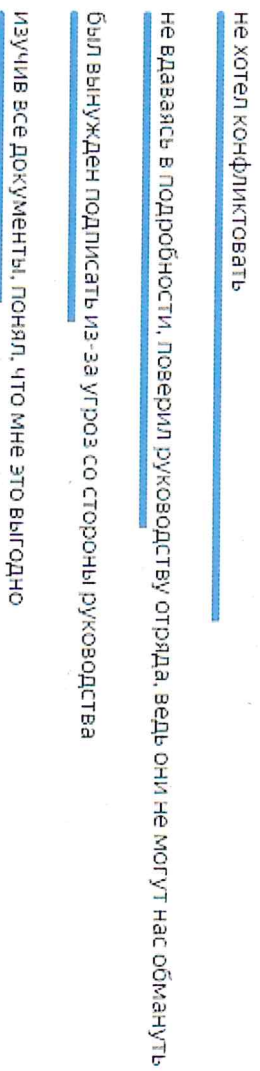 не хотел конфликтовать
не вдаваясь в подробности, поверил руководству отряда, ведь они не могут нас обмануть
был вынужден подписать из-за угроз со стороны руководства
изучив все документы, понял, что мне это выгодно